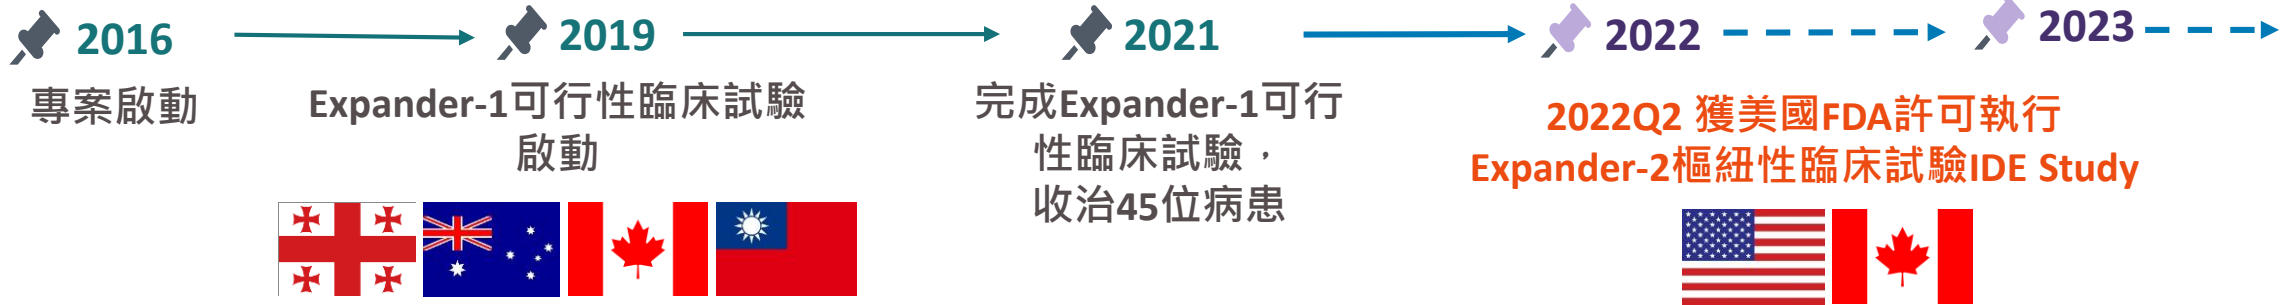 2016
專案啟動
2019
Expander-1可行性臨床試驗
啟動
2021
完成Expander-1可行
性臨床試驗，
收治45位病患
2022
2023
2022Q2 獲美國FDA許可執行
Expander-2樞紐性臨床試驗IDE Study